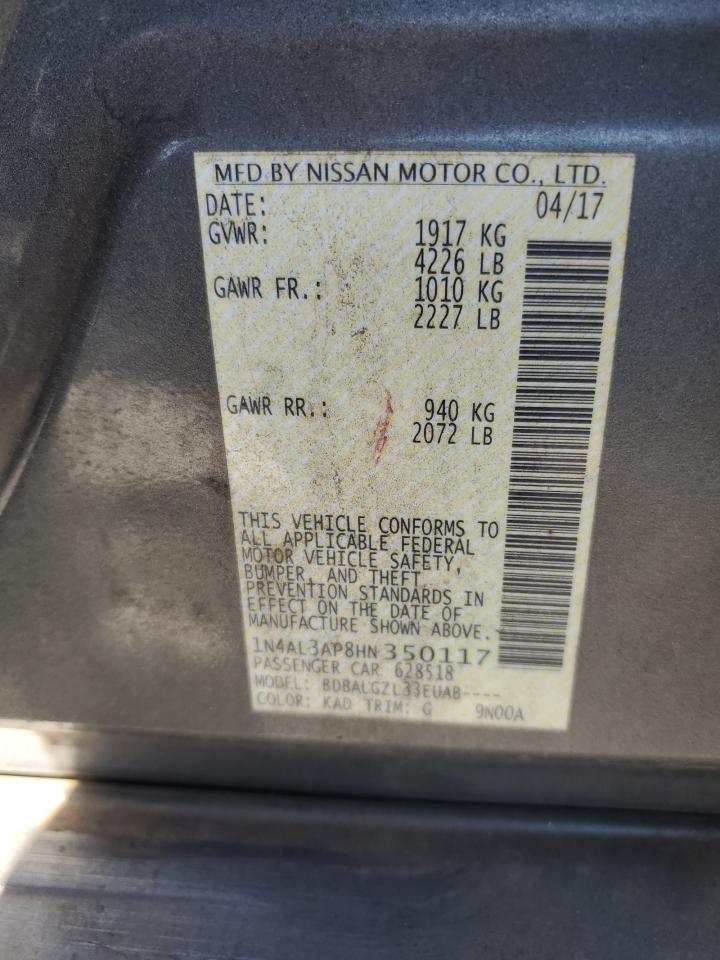 MFD BY NISSAN MOTOR CO., LTD.
DATE: 04/17
GVWR: 1917 KG
4226 LB
GAWR FR.: 1010 KG
2227 LB
GAWR RR.: 940 KG
2072 LB
THIS VEHICLE CONFORMS TO
ALL APPLICABLE FEDERAL
MOTOR VEHICLE SAFETY,
BUMPER, AND THEFT
PREVENTION STANDARDS IN
EFFECT ON THE DATE OF
MANUFACTURE SHOWN ABOVE.
1N4AL3AP8HN350117
PASSENGER CAR 628518
MODEL: BDBALGZL33EUAB----
COLOR: KAD TRIM: G 9N00A